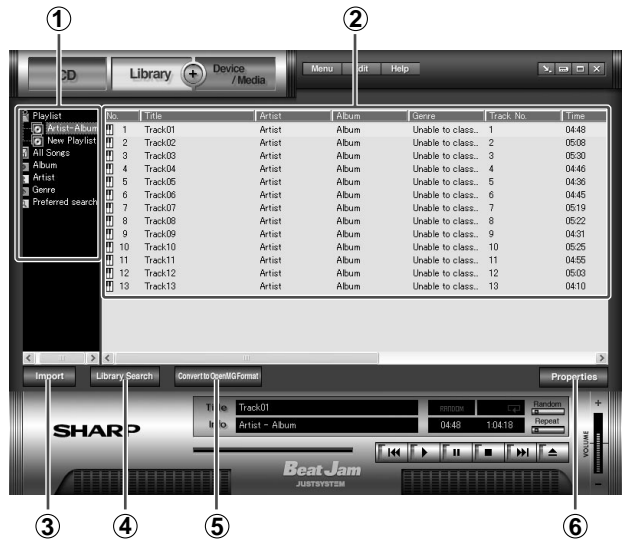 1 2
CD Library + Device /Media Menu Edit Help
Playlist
Artist-Album
New Playlist
All Songs
Album
Artist
Genre
Preferred search
No. Title Artist Album Genre Track No. Time
1 Track01 Artist Album Unable to class.. 1 04:48
2 Track02 Artist Album Unable to class.. 2 05:08
3 Track03 Artist Album Unable to class.. 3 05:30
4 Track04 Artist Album Unable to class.. 4 04:46
5 Track05 Artist Album Unable to class.. 5 04:36
6 Track06 Artist Album Unable to class.. 6 04:45
7 Track07 Artist Album Unable to class.. 7 05:19
8 Track08 Artist Album Unable to class.. 8 05:22
9 Track09 Artist Album Unable to class.. 9 04:31
10 Track10 Artist Album Unable to class.. 10 05:25
11 Track11 Artist Album Unable to class.. 11 04:55
12 Track12 Artist Album Unable to class.. 12 05:03
13 Track13 Artist Album Unable to class.. 13 04:10
Import Library Search Convert to OpenMG Format Properties
Title Track01 RANDOM Random
Info Artist - Album 04:48 1:04:18 Repeat
SHARP
VOLUME
+
-
Beat Jam
JUSTSYSTEM
3 4 5 6